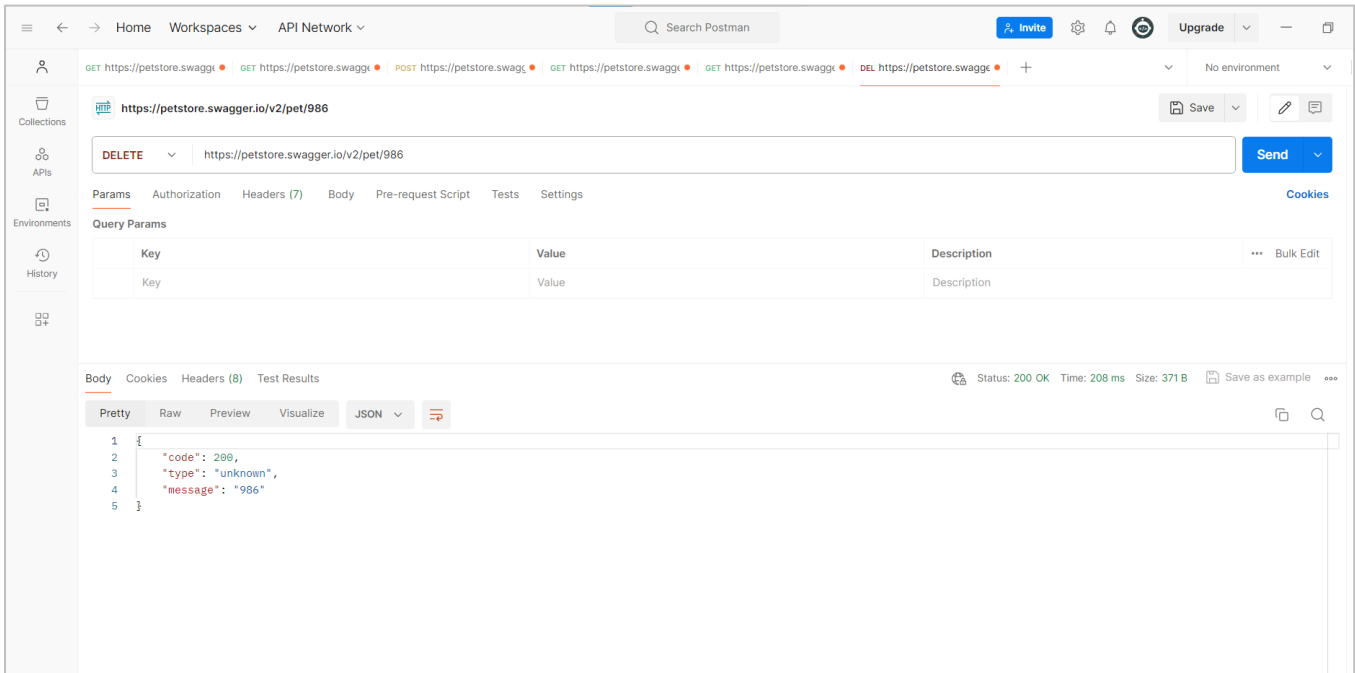 Home Workspaces API Network Search Postman Invite Upgrade
GET https://petstore.swagge GET https://petstore.swagge POST https://petstore.swagg GET https://petstore.swagge GET https://petstore.swagge DEL https://petstore.swagge + No environment
HTTP https://petstore.swagger.io/v2/pet/986 Save
Collections
DELETE https://petstore.swagger.io/v2/pet/986 Send
APIs
Params Authorization Headers (7) Body Pre-request Script Tests Settings Cookies
Environments
Query Params
Key Value Description Bulk Edit
History
Key Value Description
Body Cookies Headers (8) Test Results Status: 200 OK Time: 208 ms Size: 371 B Save as example
Pretty Raw Preview Visualize JSON
1 {
2 "code": 200,
3 "type": "unknown",
4 "message": "986"
5 }